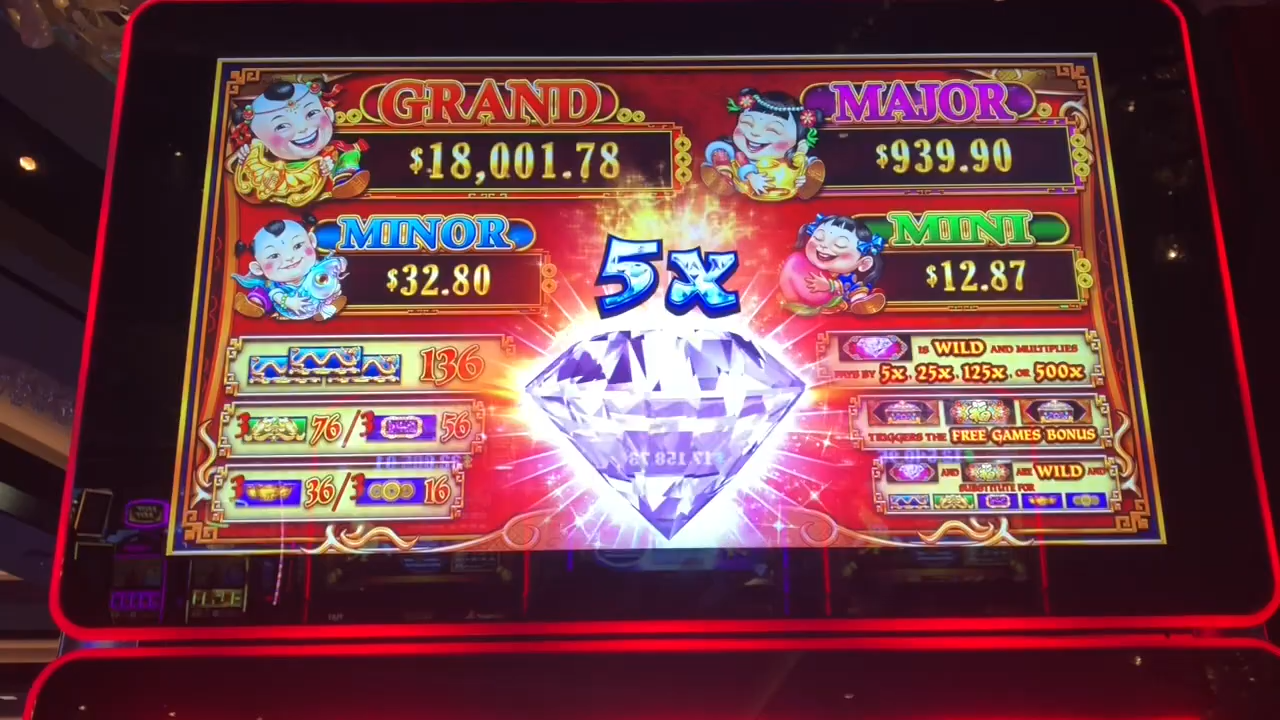 GRAND
$18,001.78
MAJOR
$939.90
MINOR
$32.80
MINI
$12.87
5x
136
3 76 / 3 56
3 36 / 3 16
IS WILD AND MULTIPLIES
PAYS BY 5x, 25x, 125x, OR 500x
TRIGGERS THE FREE GAMES BONUS
AND ARE WILD AND
SUBSTITUTE FOR